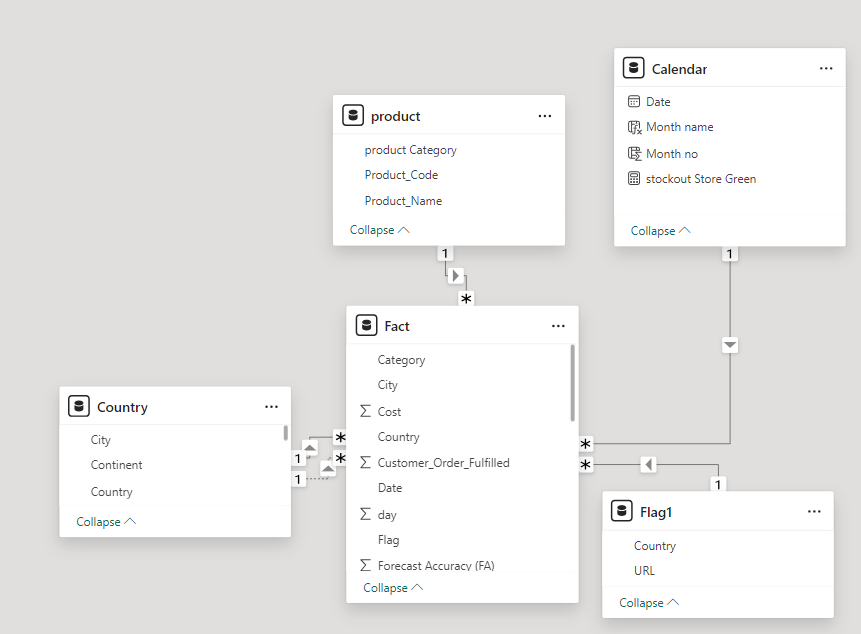 product
product Category
Product_Code
Product_Name
Collapse
Calendar
Date
Month name
Month no
stockout Store Green
Collapse
1
*
1
Fact
Category
City
Σ Cost
Country
Σ Customer_Order_Fulfilled
Date
Σ day
Flag
Σ Forecast Accuracy (FA)
Collapse
Country
City
Continent
Country
Collapse
1
*
1
*
*
*
1
Flag1
Country
URL
Collapse